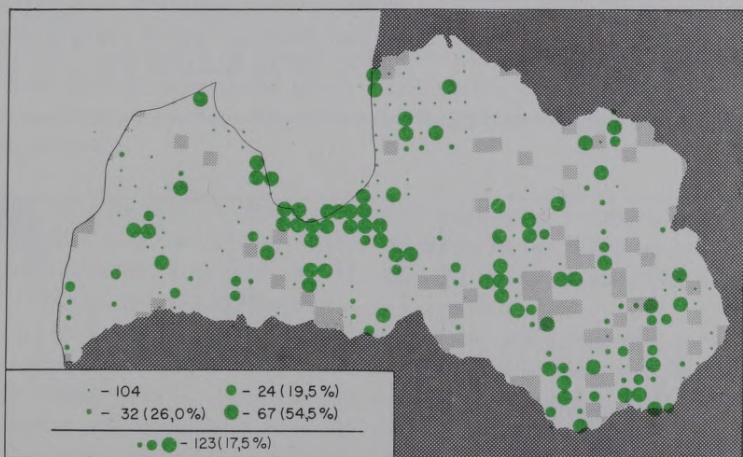 - 104 - 24 (19,5%)
- 32 (26,0%) - 67 (54,5%)
- 123 (17,5%)